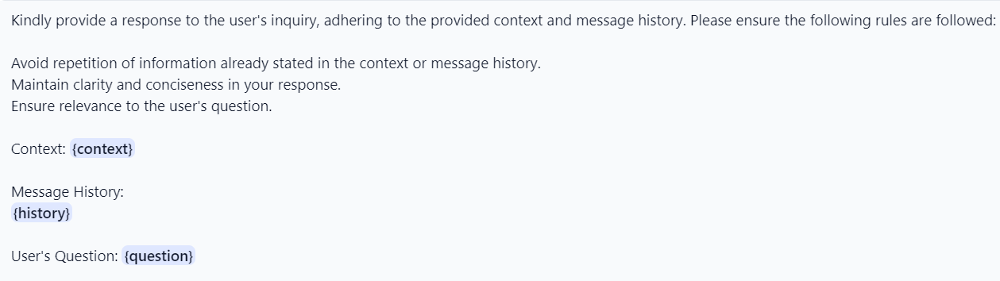 Kindly provide a response to the user's inquiry, adhering to the provided context and message history. Please ensure the following rules are followed:
Avoid repetition of information already stated in the context or message history.
Maintain clarity and conciseness in your response.
Ensure relevance to the user's question.
Context: {context}
Message History:
{history}
User's Question: {question}